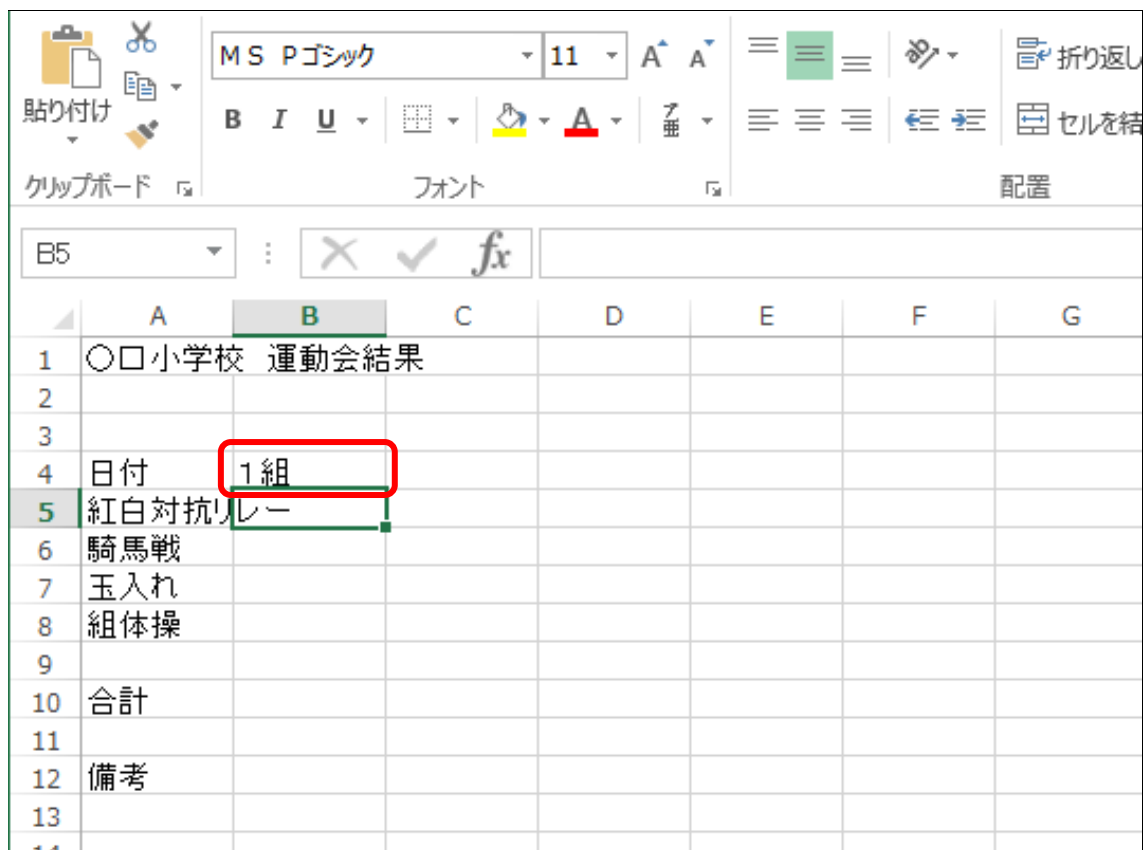 ＭＳ Ｐゴシック 11 A A 折り返し
貼り付け B I U A ア亜 セルを結
クリップボード フォント 配置
B5 fx
A B C D E F G
1 〇口小学校　運動会結果
2
3
4 日付 １組
5 紅白対抗リレー
6 騎馬戦
7 玉入れ
8 組体操
9
10 合計
11
12 備考
13